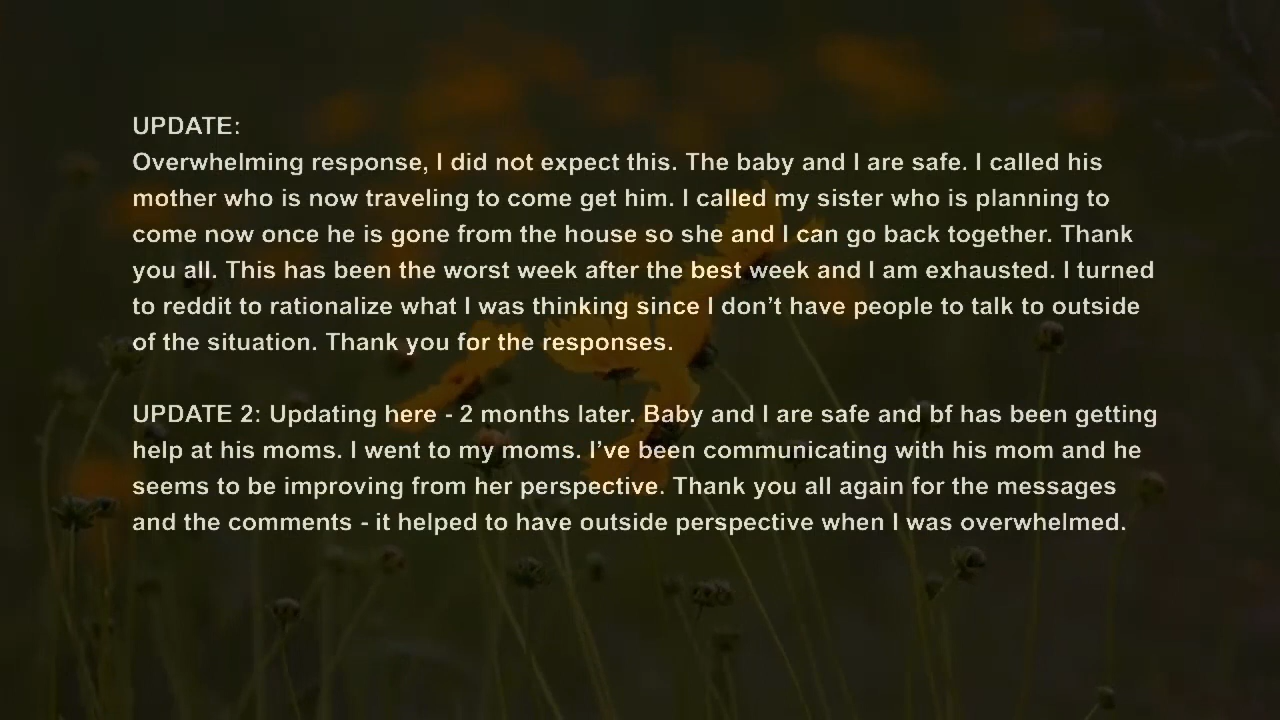 UPDATE:
Overwhelming response, I did not expect this. The baby and I are safe. I called his
mother who is now traveling to come get him. I called my sister who is planning to
come now once he is gone from the house so she and I can go back together. Thank
you all. This has been the worst week after the best week and I am exhausted. I turned
to reddit to rationalize what I was thinking since I don’t have people to talk to outside
of the situation. Thank you for the responses.
UPDATE 2: Updating here - 2 months later. Baby and I are safe and bf has been getting
help at his moms. I went to my moms. I’ve been communicating with his mom and he
seems to be improving from her perspective. Thank you all again for the messages
and the comments - it helped to have outside perspective when I was overwhelmed.